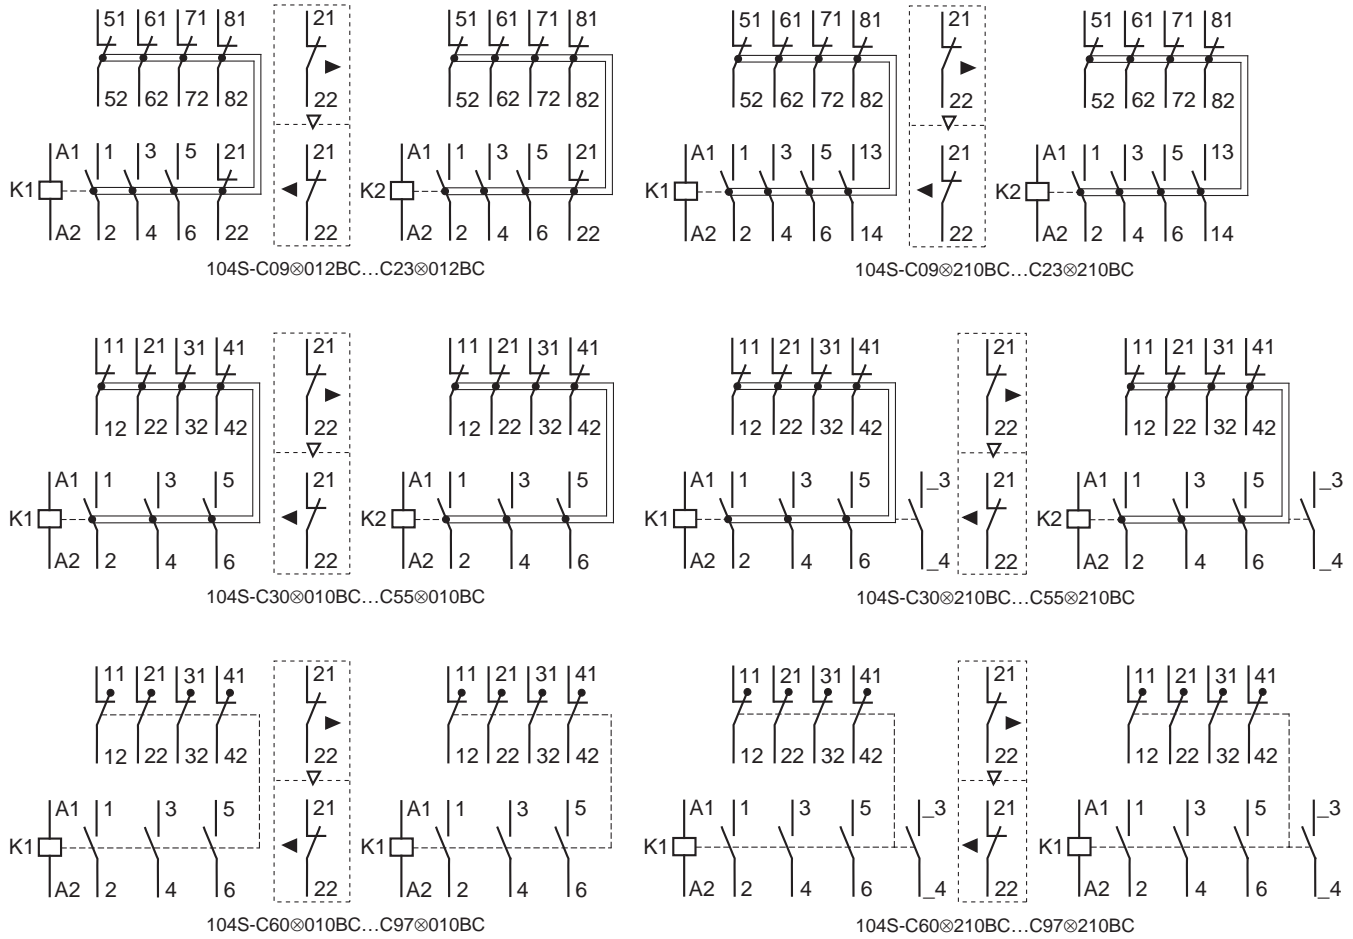 51 61 71 81 21 51 61 71 81 51 61 71 81 21 51 61 71 81
52 62 72 82 22 52 62 72 82 52 62 72 82 22 52 62 72 82
A1 1 3 5 21 21 A1 1 3 5 21 A1 1 3 5 13 21 A1 1 3 5 13
K1 K2 K1 K2
A2 2 4 6 22 22 A2 2 4 6 22 A2 2 4 6 14 22 A2 2 4 6 14
104S-C09⊗012BC…C23⊗012BC 104S-C09⊗210BC…C23⊗210BC
11 21 31 41 21 11 21 31 41 11 21 31 41 21 11 21 31 41
12 22 32 42 22 12 22 32 42 12 22 32 42 22 12 22 32 42
A1 1 3 5 21 A1 1 3 5 A1 1 3 5 _3 21 A1 1 3 5 _3
K1 K2 K1 K2
A2 2 4 6 22 A2 2 4 6 A2 2 4 6 _4 22 A2 2 4 6 _4
104S-C30⊗010BC…C55⊗010BC 104S-C30⊗210BC…C55⊗210BC
11 21 31 41 21 11 21 31 41 11 21 31 41 21 11 21 31 41
12 22 32 42 22 12 22 32 42 12 22 32 42 22 12 22 32 42
A1 1 3 5 21 A1 1 3 5 A1 1 3 5 _3 21 A1 1 3 5 _3
K1 K1 K1 K1
A2 2 4 6 22 A2 2 4 6 A2 2 4 6 _4 22 A2 2 4 6 _4
104S-C60⊗010BC…C97⊗010BC 104S-C60⊗210BC…C97⊗210BC